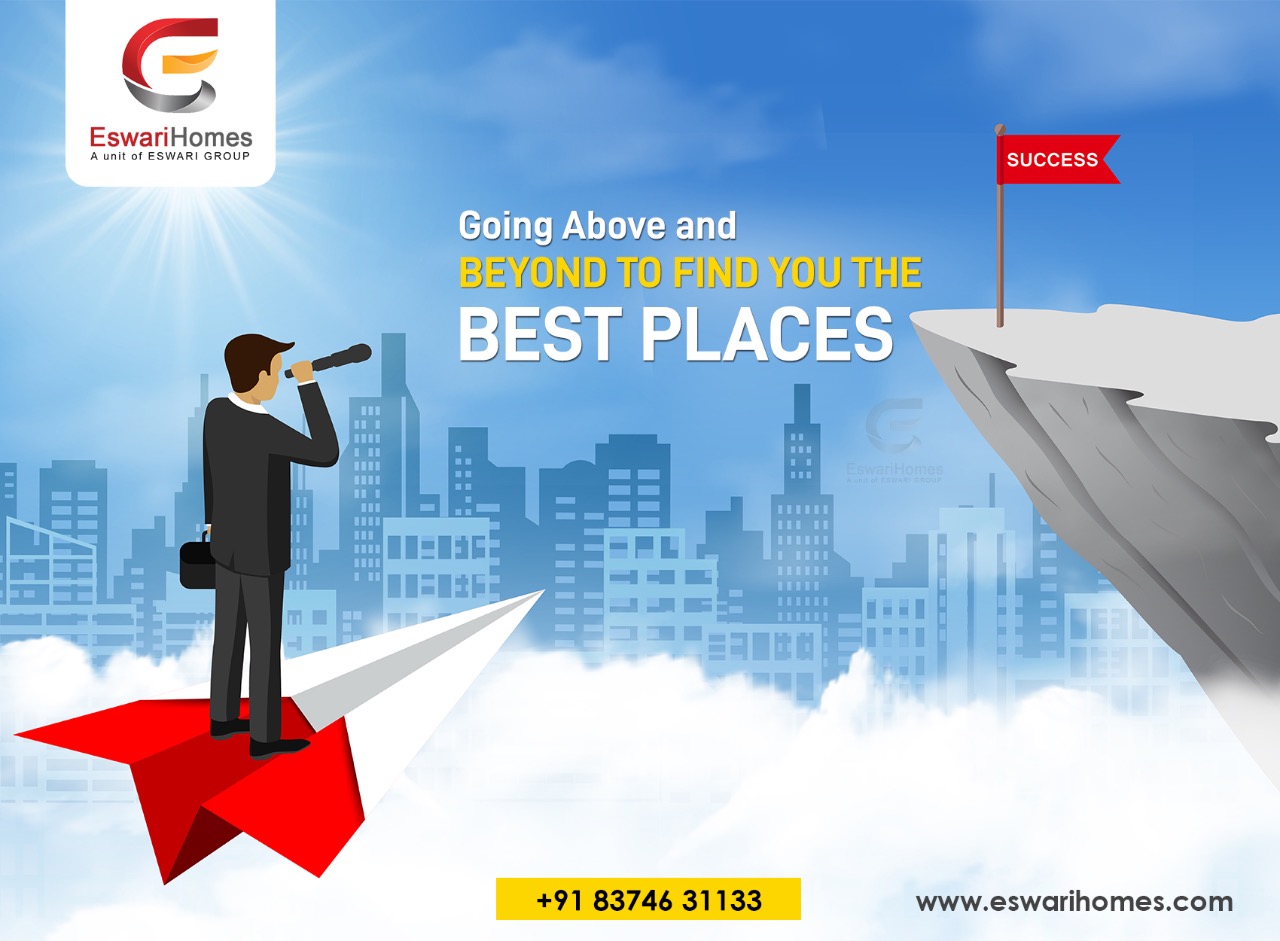 EswariHomes
A unit of ESWARI GROUP
SUCCESS
Going Above and
BEYOND TO FIND YOU THE
BEST PLACES
EswariHomes
A unit of ESWARI GROUP
+91 83746 31133
www.eswarihomes.com